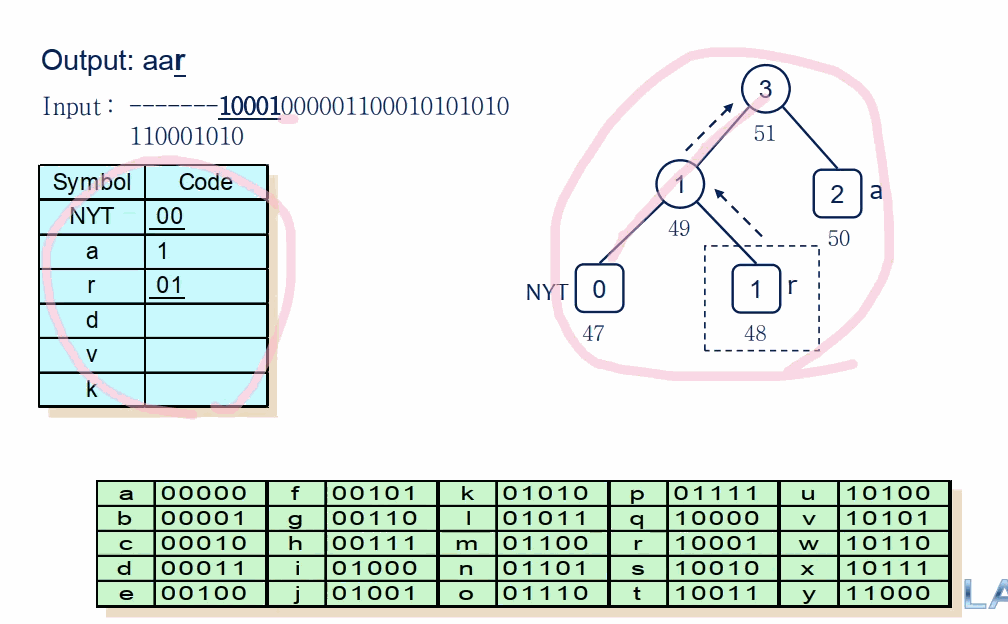 Output: aar
Input： -------10001000001100010101010
110001010
Symbol Code
NYT 00
a 1
r 01
d
v
k
3
51
1
49
2 a
50
NYT 0
47
1 r
48
a 00000 f 00101 k 01010 p 01111 u 10100
b 00001 g 00110 l 01011 q 10000 v 10101
c 00010 h 00111 m 01100 r 10001 w 10110
d 00011 i 01000 n 01101 s 10010 x 10111
e 00100 j 01001 o 01110 t 10011 y 11000